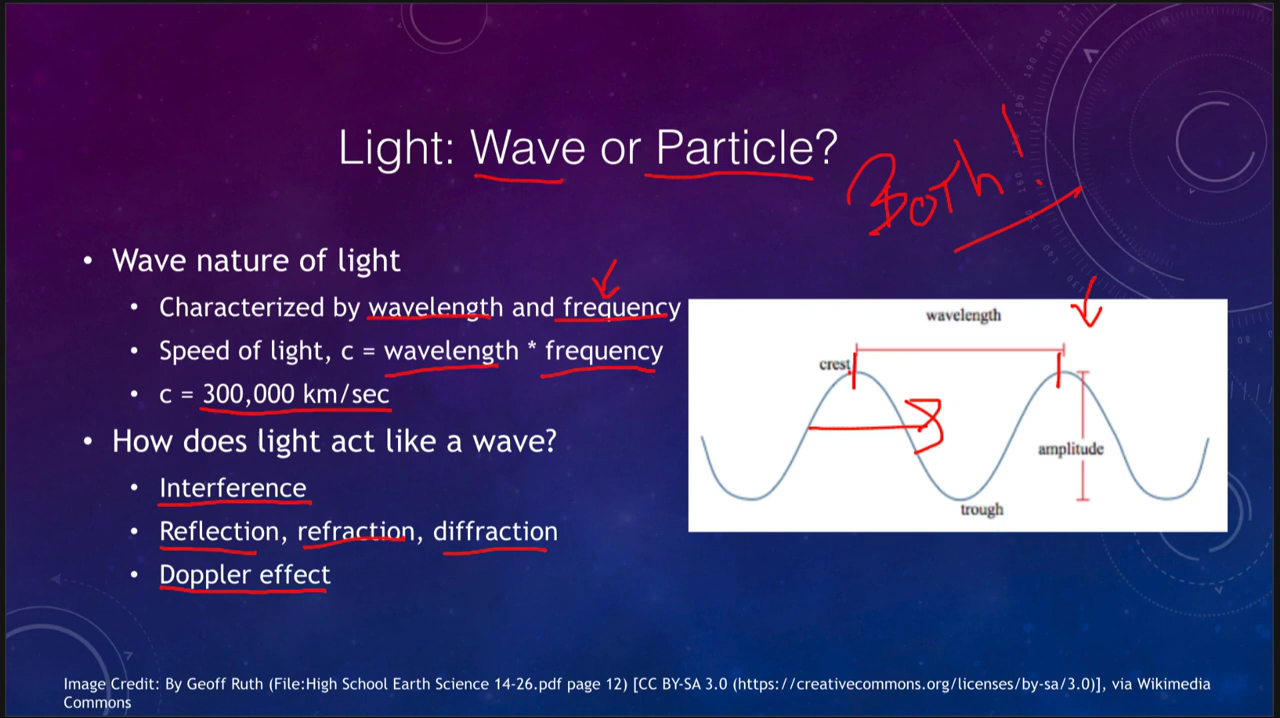 Light: Wave or Particle?
Both!
• Wave nature of light
• Characterized by wavelength and frequency
• Speed of light, c = wavelength * frequency
• c = 300,000 km/sec
• How does light act like a wave?
• Interference
• Reflection, refraction, diffraction
• Doppler effect
wavelength
crest
amplitude
trough
Image Credit: By Geoff Ruth (File:High School Earth Science 14-26.pdf page 12) [CC BY-SA 3.0 (https://creativecommons.org/licenses/by-sa/3.0)], via Wikimedia
Commons